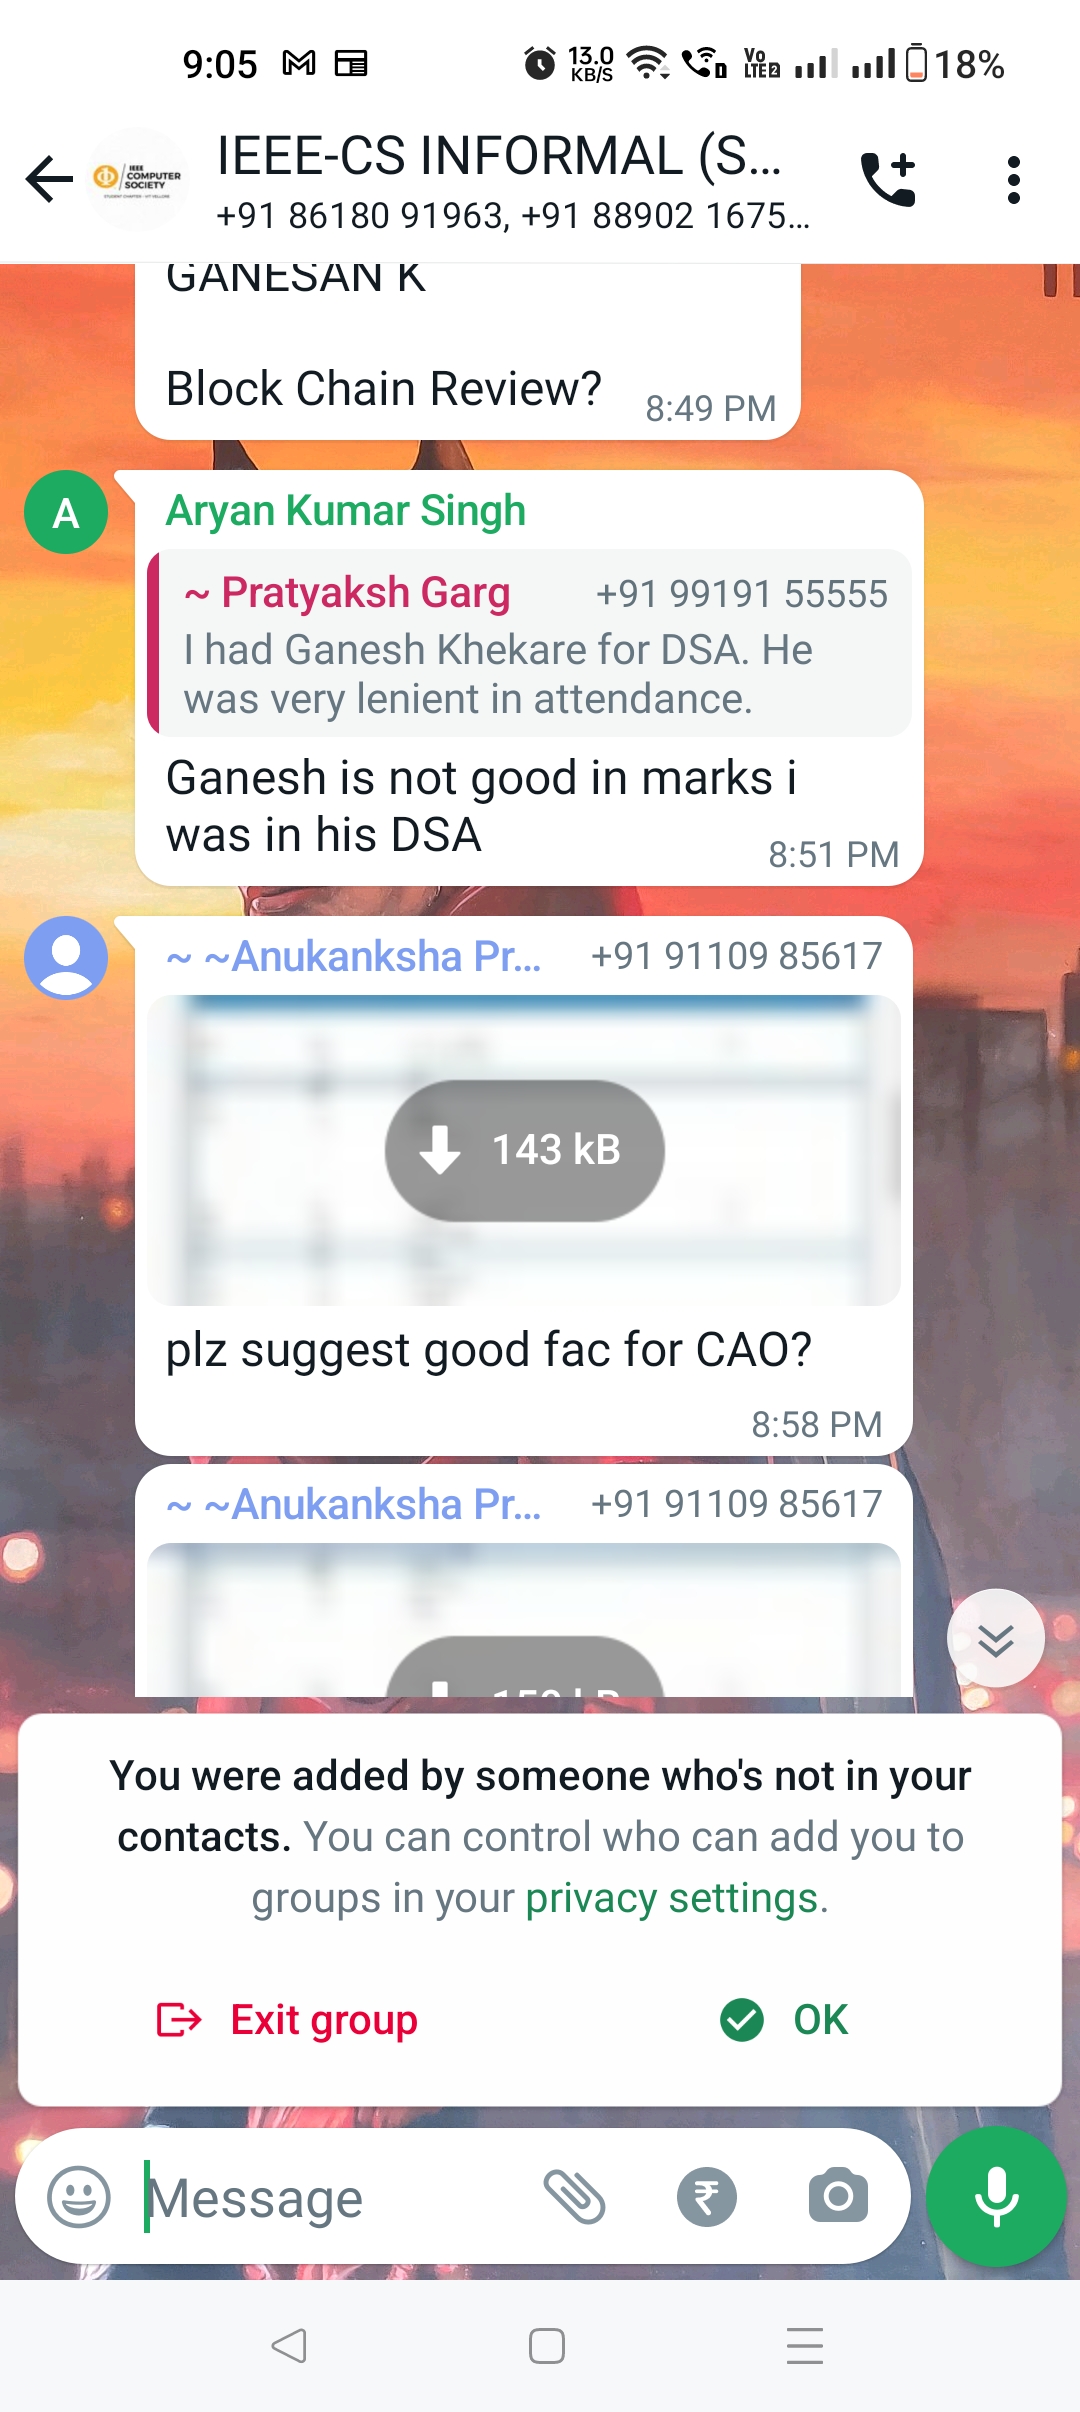 9:05 13.0 KB/S Vo LTE2 18%
IEEE COMPUTER SOCIETY
IEEE-CS INFORMAL (S...
+91 86180 91963, +91 88902 1675...
GANESAN K
Block Chain Review?
8:49 PM
A
Aryan Kumar Singh
~ Pratyaksh Garg +91 99191 55555
I had Ganesh Khekare for DSA. He
was very lenient in attendance.
Ganesh is not good in marks i
was in his DSA
8:51 PM
~ ~Anukanksha Pr... +91 91109 85617
143 kB
plz suggest good fac for CAO?
8:58 PM
~ ~Anukanksha Pr... +91 91109 85617
You were added by someone who's not in your
contacts. You can control who can add you to
groups in your privacy settings.
Exit group OK
Message